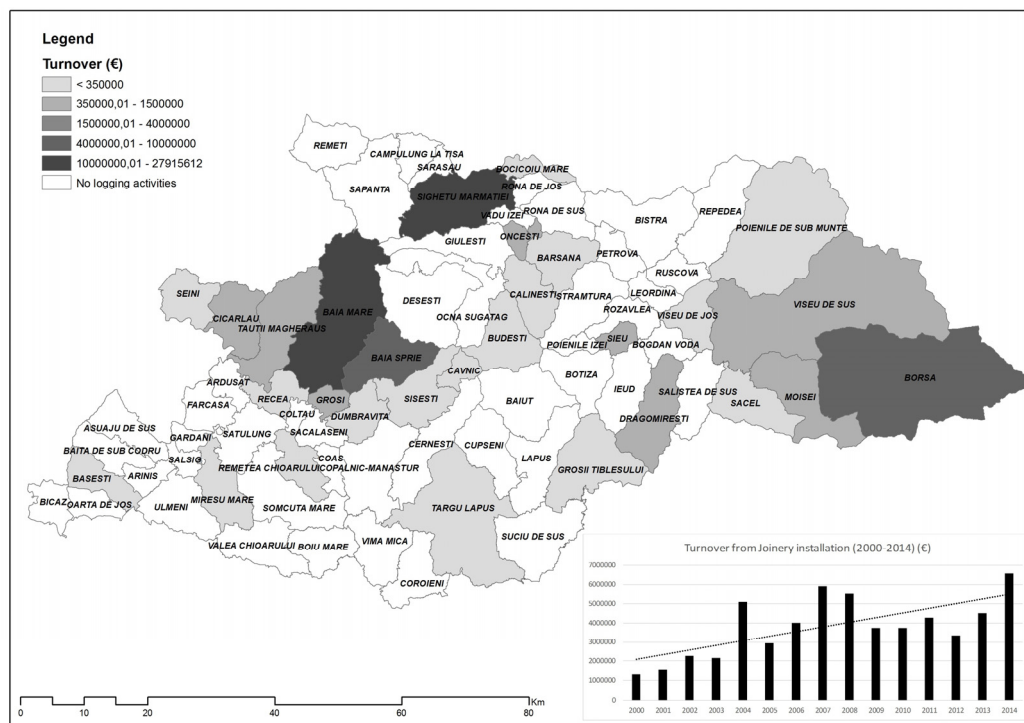 Legend
Turnover (€)
< 350000
350000,01 - 1500000
1500000,01 - 4000000
4000000,01 - 10000000
10000000,01 - 27915612
No logging activities
REMETI
CAMPULUNG LA TISA
SARASAU
SAPANTA
BOCICOIU MARE
RONA DE JOS
SIGHETU MARMATIEI
VADU IZEI
RONA DE SUS
BISTRA
REPEDEA
POIENILE DE SUB MUNTE
GIULESTI
ONCESTI
BARSANA
PETROVA
RUSCOVA
SEINI
DESESTI
CALINESTI
STRAMTURA
LEORDINA
VISEU DE SUS
CICARLAU
TAUTII MAGHERAUS
BAIA MARE
OCNA SUGATAG
ROZAVLEA
VISEU DE JOS
BUDESTI
POIENILE IZEI
SIEU
BOGDAN VODA
BAIA SPRIE
CAVNIC
BOTIZA
IEUD
SALISTEA DE SUS
BORSA
ARDUSAT
RECEA
GROSI
SISESTI
BAIUT
SACEL
MOISEI
FARCASA
COLTAU
DUMBRAVITA
DRAGOMIRESTI
ASUAJU DE SUS
GARDANI
SATULUNG
SACALASENI
CERNESTI
CUPSENI
BAITA DE SUB CODRU
SALSIG
COAS
LAPUS
BASESTI
ARINIS
REMETEA CHIOARULUI
COPALNIC-MANASTUR
GROSII TIBLESULUI
BICAZ
OARTA DE JOS
ULMENI
MIRESU MARE
SOMCUTA MARE
TARGU LAPUS
SUCIU DE SUS
VALEA CHIOARULUI
BOIU MARE
VIMA MICA
COROIENI
Turnover from Joinery installation (2000-2014) (€)
7000000
6000000
5000000
4000000
3000000
2000000
1000000
0
2000 2001 2002 2003 2004 2005 2006 2007 2008 2009 2010 2011 2012 2013 2014
Km
0 10 20 40 60 80